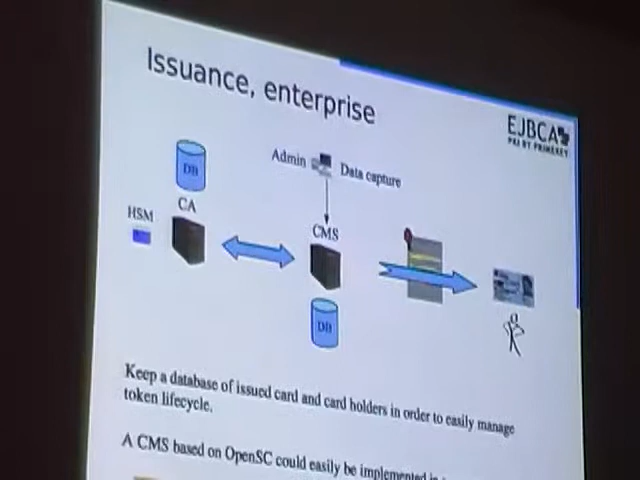 Issuance, enterprise
EJBCA
PKI BY PRIMEKEY
DB
Admin
Data capture
HSM
CA
CMS
DB
Keep a database of issued card and card holders in order to easily manage
token lifecycle.
A CMS based on OpenSC could easily be implemented